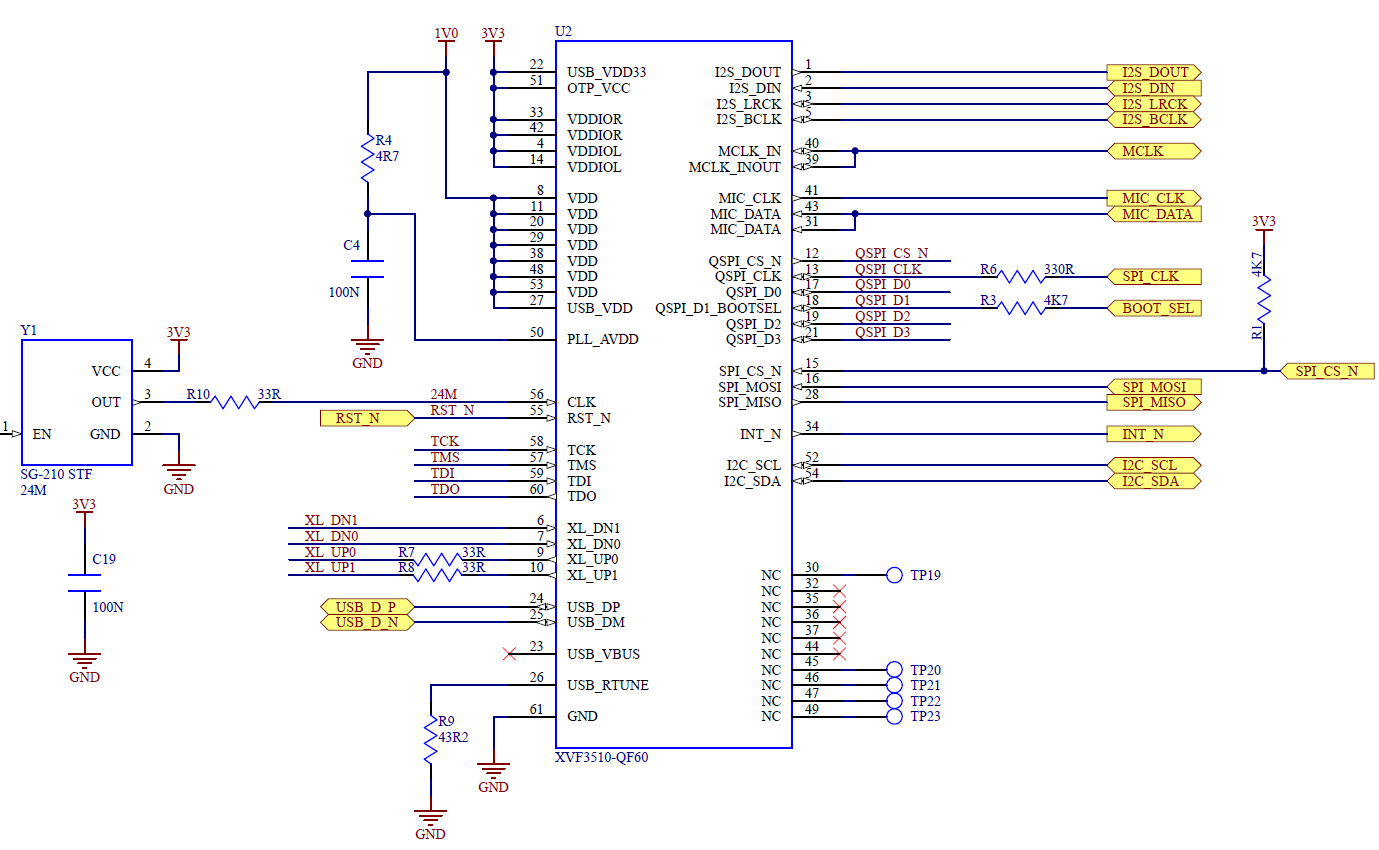 U2
1V0
3V3
22 USB_VDD33
51 OTP_VCC
33 VDDIOR
42 VDDIOR
4 VDDIOL
14 VDDIOL
8 VDD
11 VDD
20 VDD
29 VDD
38 VDD
48 VDD
53 VDD
27 USB_VDD
50 PLL_AVDD
R4
4R7
C4
100N
GND
Y1
3V3
VCC 4
OUT 3
GND 2
1 EN
SG-210 STF
24M
GND
R10 33R
24M 56 CLK
RST_N RST_N 55 RST_N
TCK 58 TCK
TMS 57 TMS
TDI 59 TDI
TDO 60 TDO
3V3
C19
100N
GND
XL_DN1 6 XL_DN1
XL_DN0 7 XL_DN0
XL_UP0 R7 33R 9 XL_UP0
XL_UP1 R8 33R 10 XL_UP1
USB_D_P 24 USB_DP
USB_D_N 25 USB_DM
23 USB_VBUS
26 USB_RTUNE
61 GND
R9
43R2
GND
GND
XVF3510-QF60
I2S_DOUT 1 I2S_DOUT
I2S_DIN 2 I2S_DIN
I2S_LRCK 3 I2S_LRCK
I2S_BCLK 5 I2S_BCLK
MCLK_IN 40 MCLK
MCLK_INOUT 39
MIC_CLK 41 MIC_CLK
MIC_DATA 43 MIC_DATA
MIC_DATA 31
QSPI_CS_N 12 QSPI_CS_N
QSPI_CLK 13 QSPI_CLK R6 330R SPI_CLK
QSPI_D0 17 QSPI_D0
QSPI_D1_BOOTSEL 18 QSPI_D1 R3 4K7 BOOT_SEL
QSPI_D2 19 QSPI_D2
QSPI_D3 21 QSPI_D3
3V3
4K7
R1
SPI_CS_N 15 SPI_CS_N
SPI_MOSI 16 SPI_MOSI
SPI_MISO 28 SPI_MISO
INT_N 34 INT_N
I2C_SCL 52 I2C_SCL
I2C_SDA 54 I2C_SDA
NC 30 TP19
NC 32
NC 35
NC 36
NC 37
NC 44
NC 45 TP20
NC 46 TP21
NC 47 TP22
NC 49 TP23